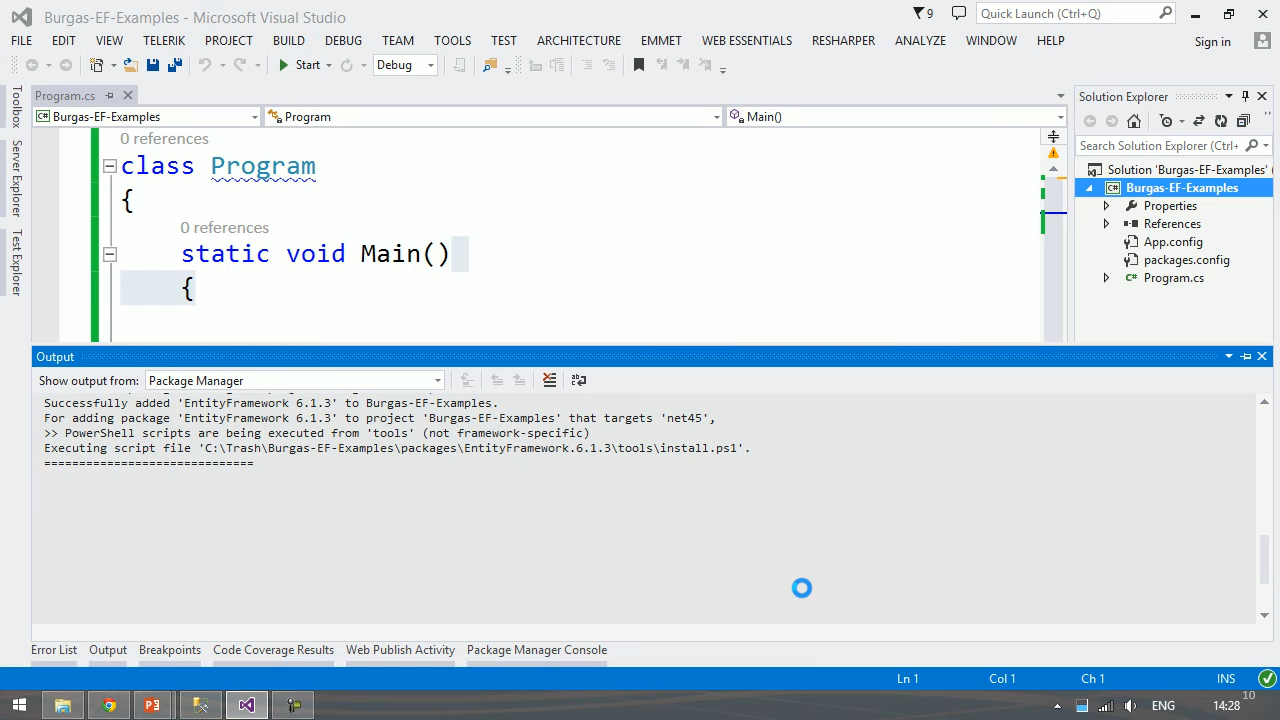 Burgas-EF-Examples - Microsoft Visual Studio
9
Quick Launch (Ctrl+Q)
FILE EDIT VIEW TELERIK PROJECT BUILD DEBUG TEAM TOOLS TEST ARCHITECTURE EMMET WEB ESSENTIALS RESHARPER ANALYZE WINDOW HELP
Sign in
Start
Debug
Toolbox
Server Explorer
Test Explorer
Program.cs
Burgas-EF-Examples
Program
Main()
0 references
class Program
{
0 references
static void Main()
{
Solution Explorer
Search Solution Explorer (Ctrl+
Solution 'Burgas-EF-Examples' (
Burgas-EF-Examples
Properties
References
App.config
packages.config
Program.cs
Output
Show output from: Package Manager
Successfully added 'EntityFramework 6.1.3' to Burgas-EF-Examples.
For adding package 'EntityFramework 6.1.3' to project 'Burgas-EF-Examples' that targets 'net45',
>> PowerShell scripts are being executed from 'tools' (not framework-specific)
Executing script file 'C:\Trash\Burgas-EF-Examples\packages\EntityFramework.6.1.3\tools\install.ps1'.
==============================
Error List Output Breakpoints Code Coverage Results Web Publish Activity Package Manager Console
Ln 1 Col 1 Ch 1 INS
10
ENG 14:28